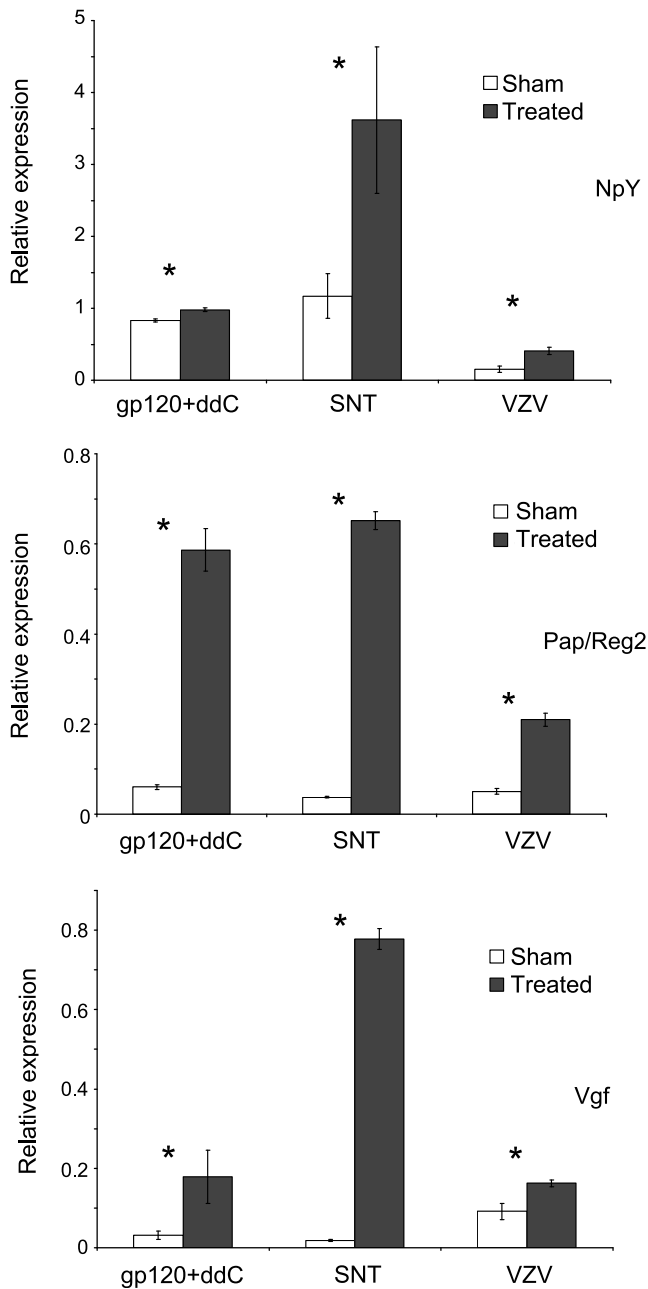 5
4
3
2
1
0
Relative expression
*
*
*
Sham
Treated
NpY
gp120+ddC SNT VZV
0.8
0.6
0.4
0.2
0
Relative expression
*
*
*
Sham
Treated
Pap/Reg2
gp120+ddC SNT VZV
0.8
0.6
0.4
0.2
0
Relative expression
*
*
*
Sham
Treated
Vgf
gp120+ddC SNT VZV